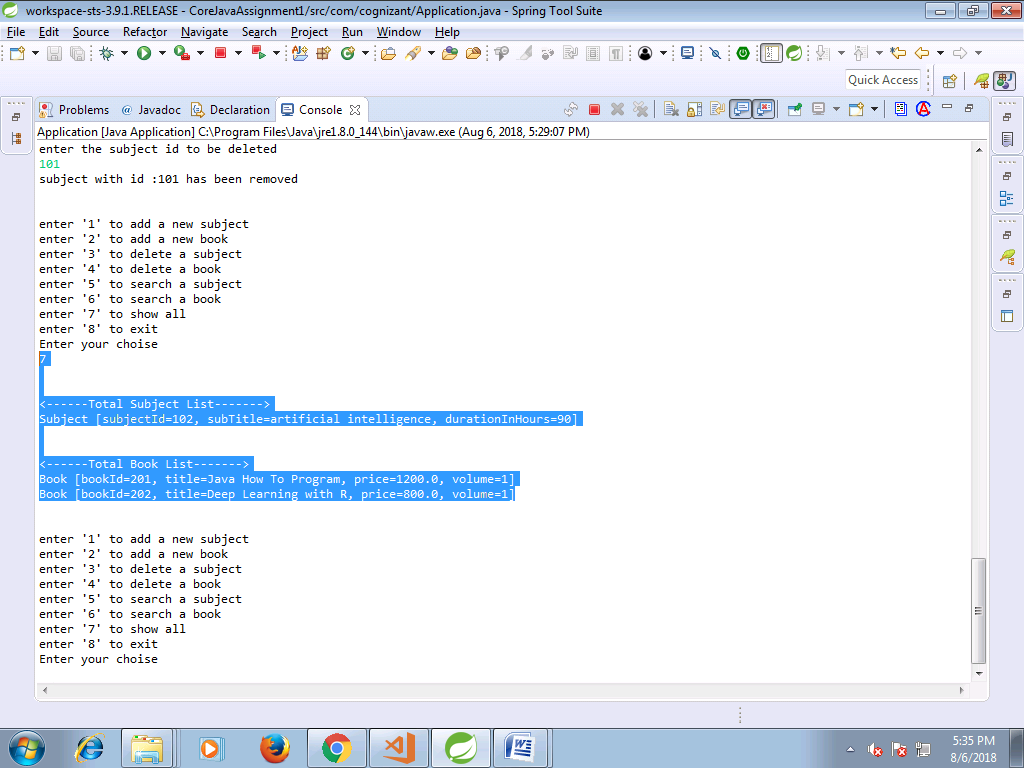 workspace-sts-3.9.1.RELEASE - CoreJavaAssignment1/src/com/cognizant/Application.java - Spring Tool Suite
File Edit Source Refactor Navigate Search Project Run Window Help
Quick Access
Problems @ Javadoc Declaration Console
Application [Java Application] C:\Program Files\Java\jre1.8.0_144\bin\javaw.exe (Aug 6, 2018, 5:29:07 PM)
enter the subject id to be deleted
101
subject with id :101 has been removed
enter '1' to add a new subject
enter '2' to add a new book
enter '3' to delete a subject
enter '4' to delete a book
enter '5' to search a subject
enter '6' to search a book
enter '7' to show all
enter '8' to exit
Enter your choise
7
<------Total Subject List------->
Subject [subjectId=102, subTitle=artificial intelligence, durationInHours=90]
<------Total Book List------->
Book [bookId=201, title=Java How To Program, price=1200.0, volume=1]
Book [bookId=202, title=Deep Learning with R, price=800.0, volume=1]
enter '1' to add a new subject
enter '2' to add a new book
enter '3' to delete a subject
enter '4' to delete a book
enter '5' to search a subject
enter '6' to search a book
enter '7' to show all
enter '8' to exit
Enter your choise
5:35 PM
8/6/2018